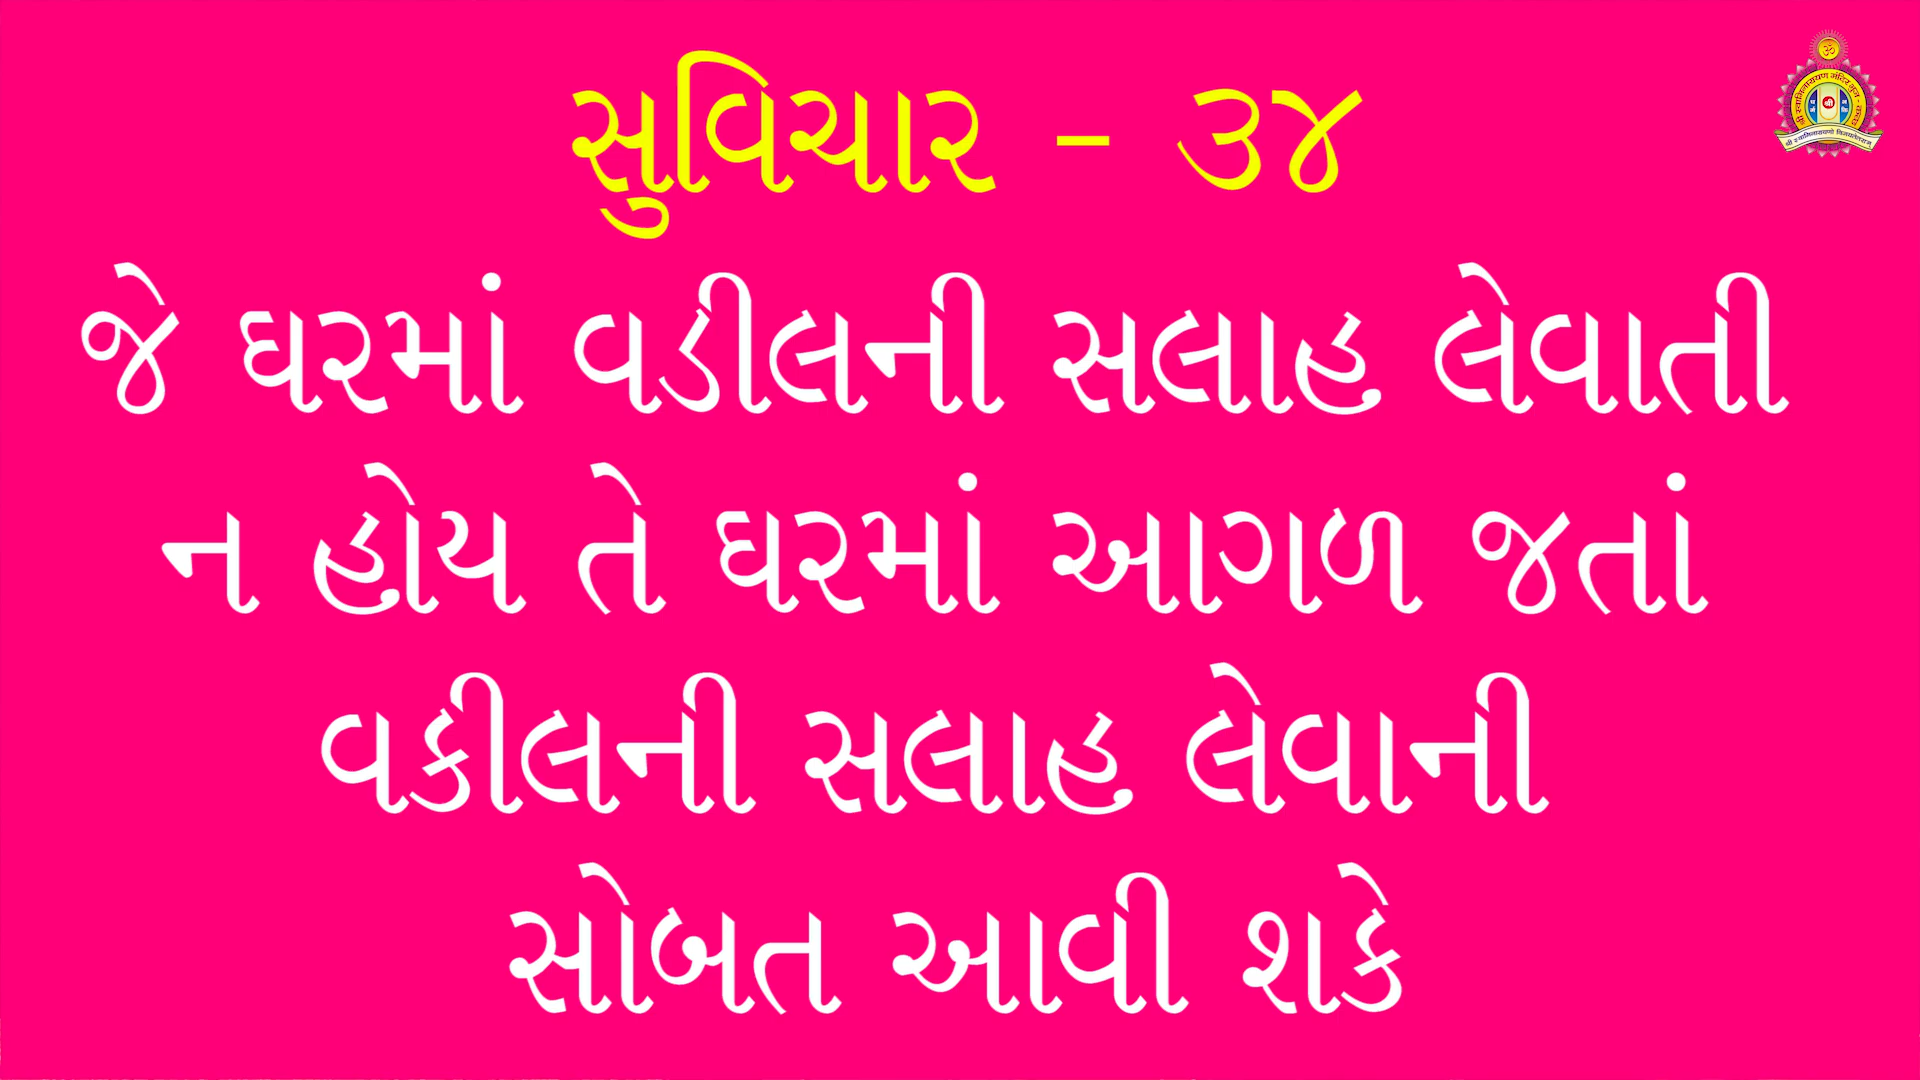 સુવિચાર - ૩૪
જે ઘરમાં વડીલની સલાહ લેવાતી
ન હોય તે ઘરમાં આગળ જતાં
વકીલની સલાહ લેવાની
સોબત આવી શકે